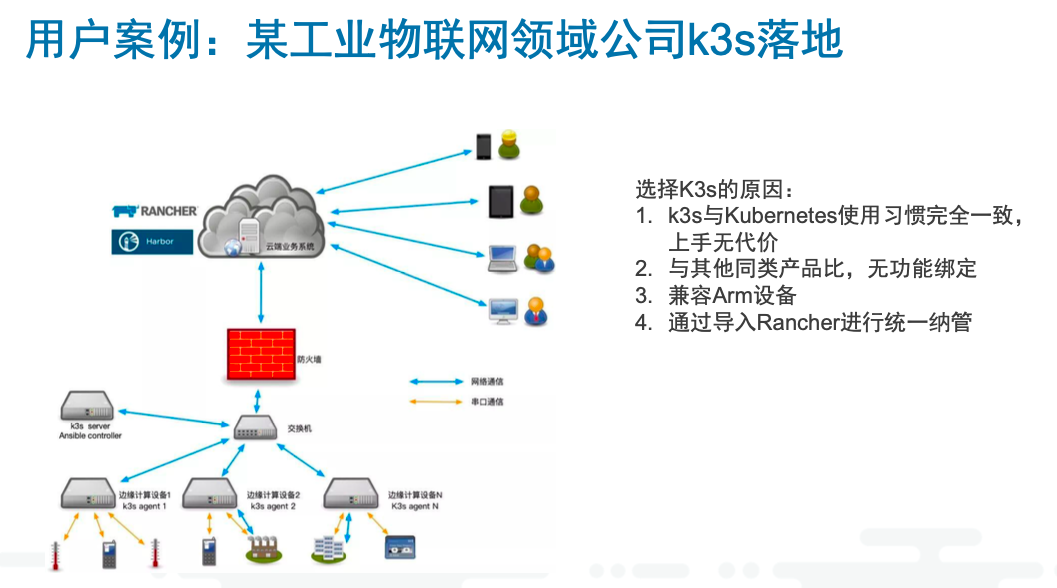 用户案例：某工业物联网领域公司k3s落地
RANCHER
Harbor
云端业务系统
防火墙
网络通信
串口通信
k3s server
Ansible controller
交换机
边缘计算设备1
k3s agent 1
边缘计算设备2
k3s agent 2
边缘计算设备N
K3s agent N
选择K3s的原因：
1. k3s与Kubernetes使用习惯完全一致，
上手无代价
2. 与其他同类产品比，无功能绑定
3. 兼容Arm设备
4. 通过导入Rancher进行统一纳管